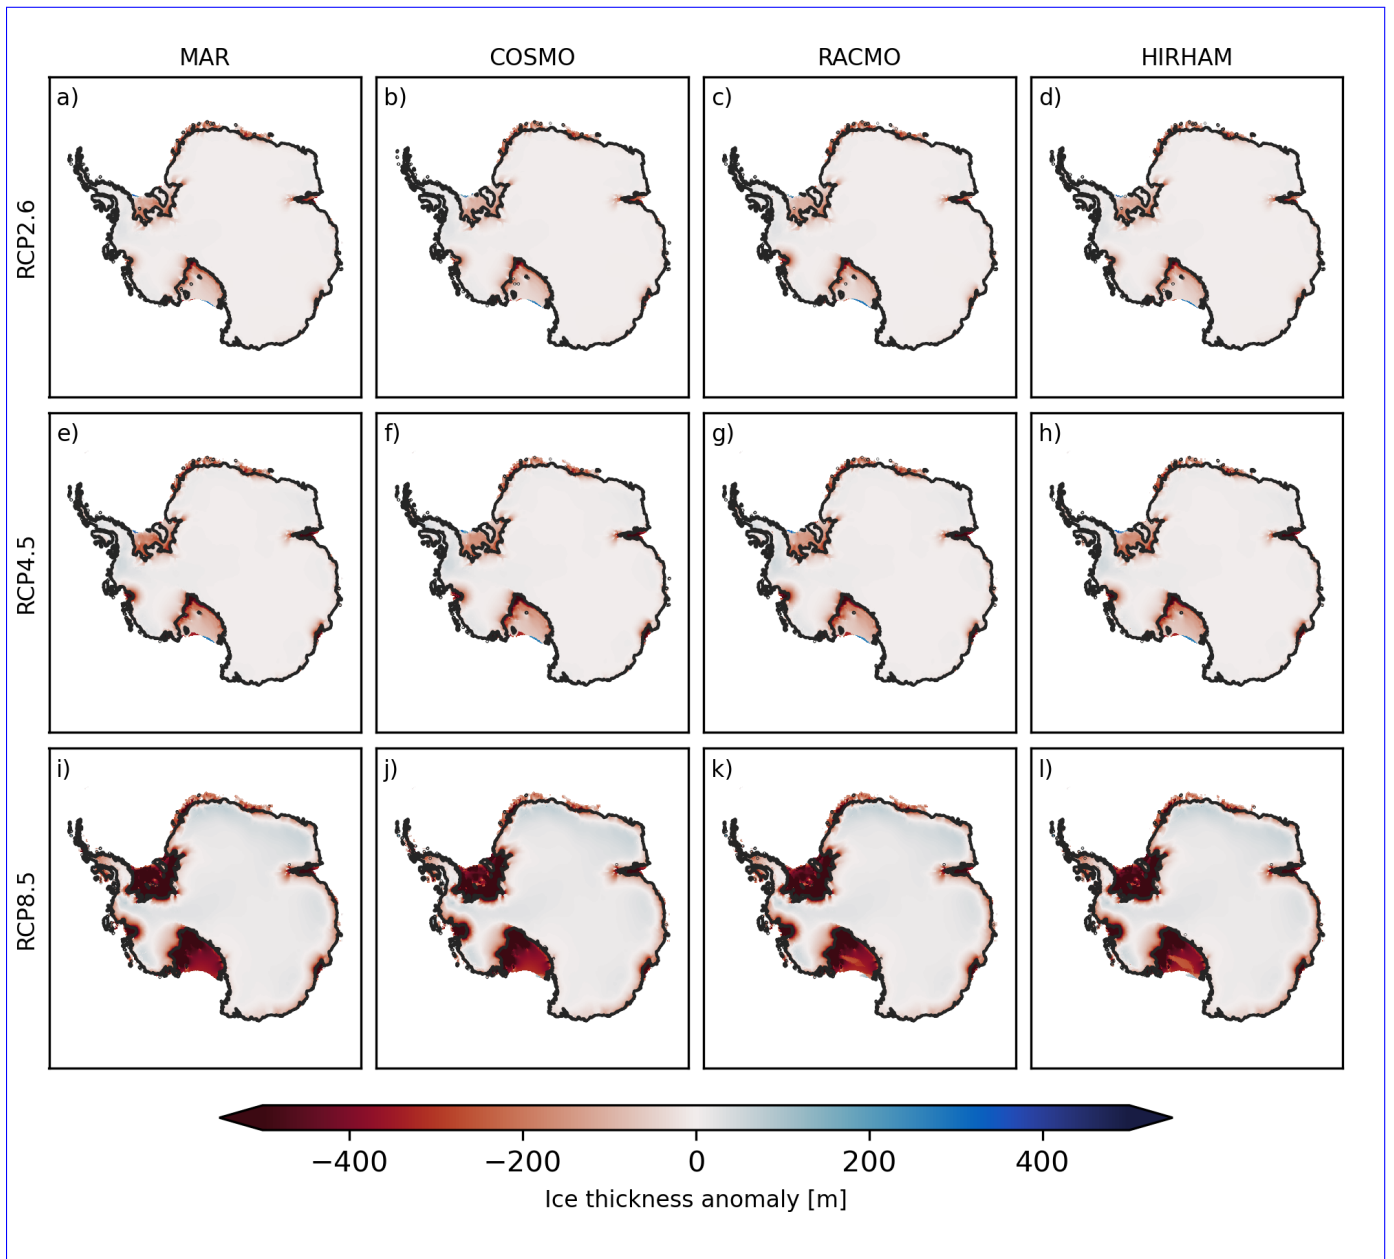 MAR COSMO RACMO HIRHAM
RCP2.6
a) b) c) d)
RCP4.5
e) f) g) h)
RCP8.5
i) j) k) l)
−400 −200 0 200 400
Ice thickness anomaly [m]